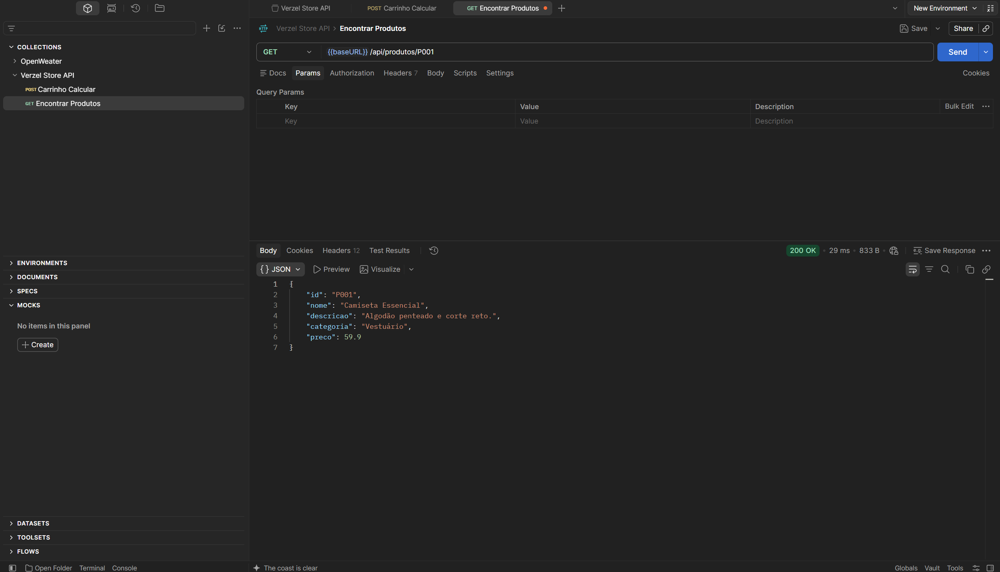 Verzel Store API
POST Carrinho Calcular
GET Encontrar Produtos
New Environment
COLLECTIONS
OpenWeater
Verzel Store API
POST Carrinho Calcular
GET Encontrar Produtos
ENVIRONMENTS
DOCUMENTS
SPECS
MOCKS
No items in this panel
Create
DATASETS
TOOLSETS
FLOWS
HTTP Verzel Store API > Encontrar Produtos
Save
Share
GET {{baseURL}} /api/produtos/P001
Send
Docs Params Authorization Headers 7 Body Scripts Settings
Cookies
Query Params
Key Value Description Bulk Edit
Key Value Description
Body Cookies Headers 12 Test Results
200 OK • 29 ms • 833 B
e.g. Save Response
{} JSON Preview Visualize
1 {
2 "id": "P001",
3 "nome": "Camiseta Essencial",
4 "descricao": "Algodão penteado e corte reto.",
5 "categoria": "Vestuário",
6 "preco": 59.9
7 }
Open Folder Terminal Console
The coast is clear
Globals Vault Tools